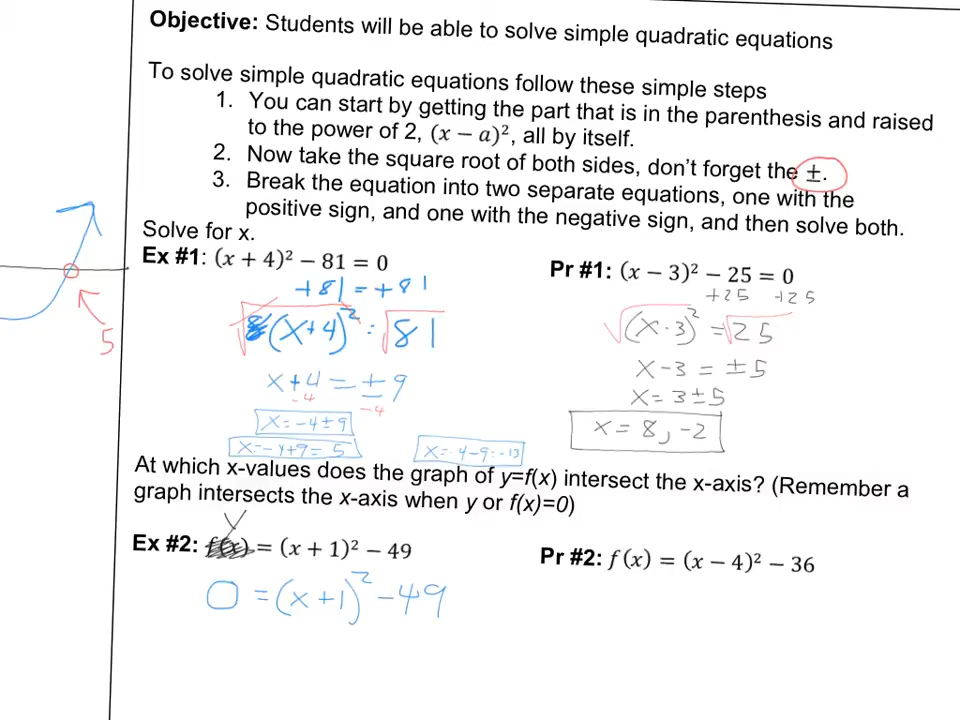 Objective: Students will be able to solve simple quadratic equations
To solve simple quadratic equations follow these simple steps
1. You can start by getting the part that is in the parenthesis and raised
to the power of 2, (x − a)², all by itself.
2. Now take the square root of both sides, don't forget the ±.
3. Break the equation into two separate equations, one with the
positive sign, and one with the negative sign, and then solve both.
Solve for x.
Ex #1: (x + 4)² − 81 = 0
+81 = +81
√(x+4)² = √81
x+4 = ±9
-4 -4
x = -4 ± 9
x = -4+9 = 5
x = -4-9 = -13
Pr #1: (x − 3)² − 25 = 0
+25 +25
√(x-3)² = √25
x-3 = ±5
x = 3 ± 5
x = 8, -2
5
At which x-values does the graph of y=f(x) intersect the x-axis? (Remember a
graph intersects the x-axis when y or f(x)=0)
y
Ex #2: f(x) = (x + 1)² − 49
0 = (x+1)² - 49
Pr #2: f(x) = (x − 4)² − 36